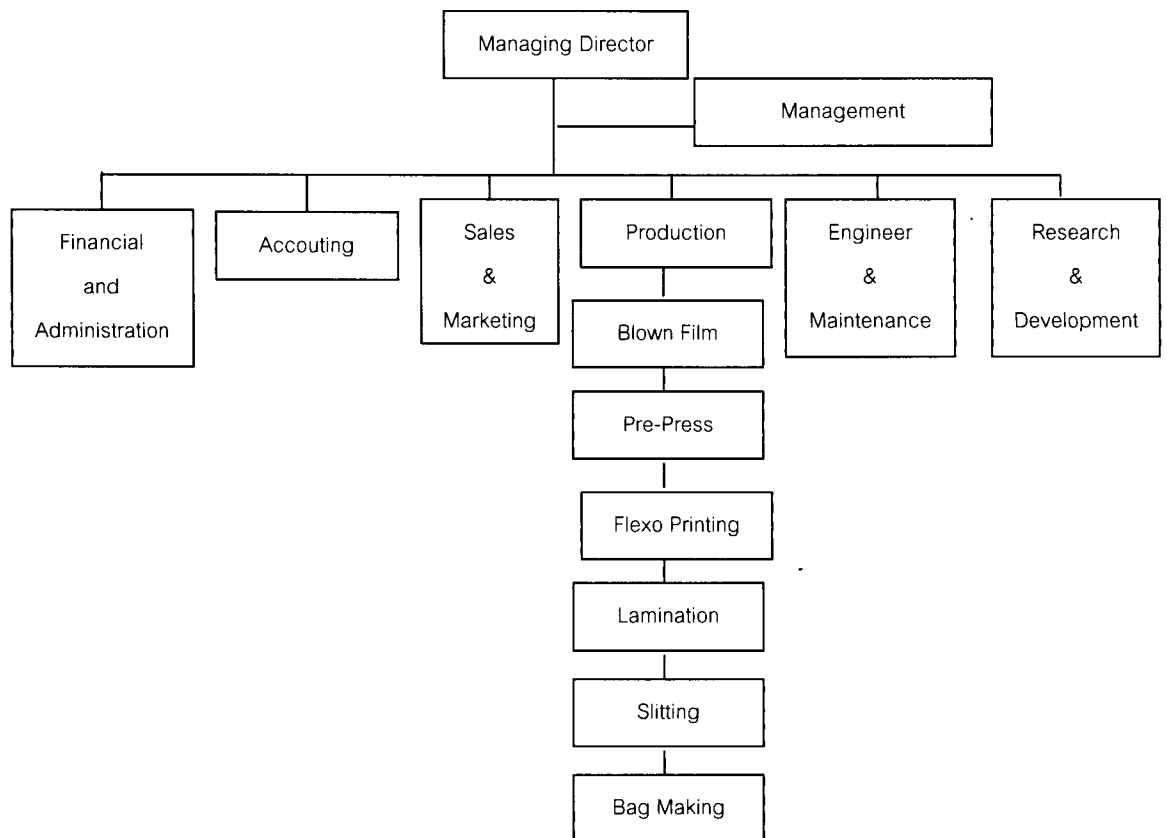 Managing Director
Management
Financial
and
Administration
Accouting
Sales
&
Marketing
Production
Engineer
&
Maintenance
Research
&
Development
Blown Film
Pre-Press
Flexo Printing
Lamination
Slitting
Bag Making